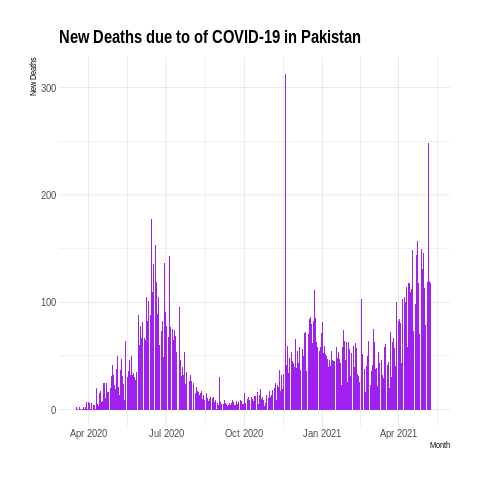 New Deaths due to of COVID-19 in Pakistan
New Deaths
300
200
100
0
Apr 2020 Jul 2020 Oct 2020 Jan 2021 Apr 2021
Month